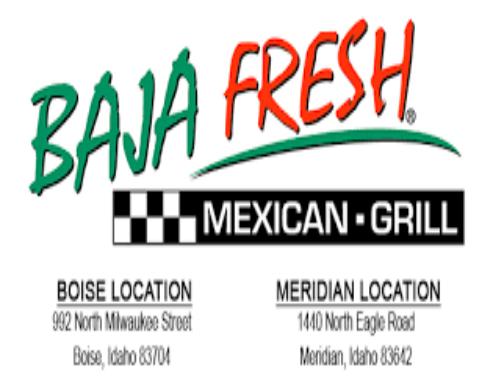 BAJA FRESH®
MEXICAN · GRILL
BOISE LOCATION
992 North Milwaukee Street
Boise, Idaho 83704
MERIDIAN LOCATION
1440 North Eagle Road
Meridian, Idaho 83642